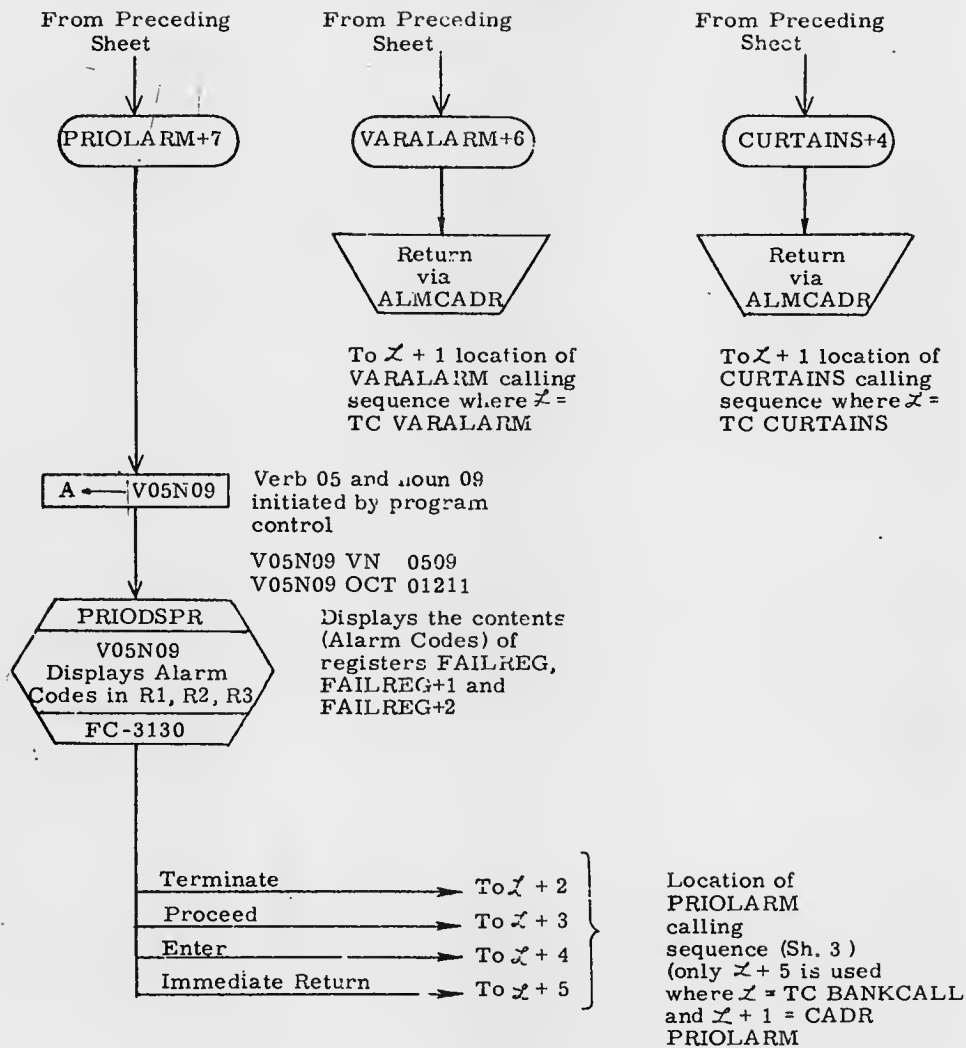 From Preceding
Sheet
From Preceding
Sheet
From Preceding
Sheet
PRIOLARM+7
VARALARM+6
CURTAINS+4
Return
via
ALMCADR
Return
via
ALMCADR
To ℒ + 1 location of
VARALARM calling
sequence where ℒ =
TC VARALARM
To ℒ + 1 location of
CURTAINS calling
sequence where ℒ =
TC CURTAINS
A ← V05N09
Verb 05 and noun 09
initiated by program
control
V05N09 VN 0509
V05N09 OCT 01211
PRIODSPR
V05N09
Displays Alarm
Codes in R1, R2, R3
FC-3130
Displays the contents
(Alarm Codes) of
registers FAILREG,
FAILREG+1 and
FAILREG+2
Terminate To ℒ + 2
Proceed To ℒ + 3
Enter To ℒ + 4
Immediate Return To ℒ + 5
Location of
PRIOLARM
calling
sequence (Sh. 3 )
(only ℒ + 5 is used
where ℒ = TC BANKCALL
and ℒ + 1 = CADR
PRIOLARM